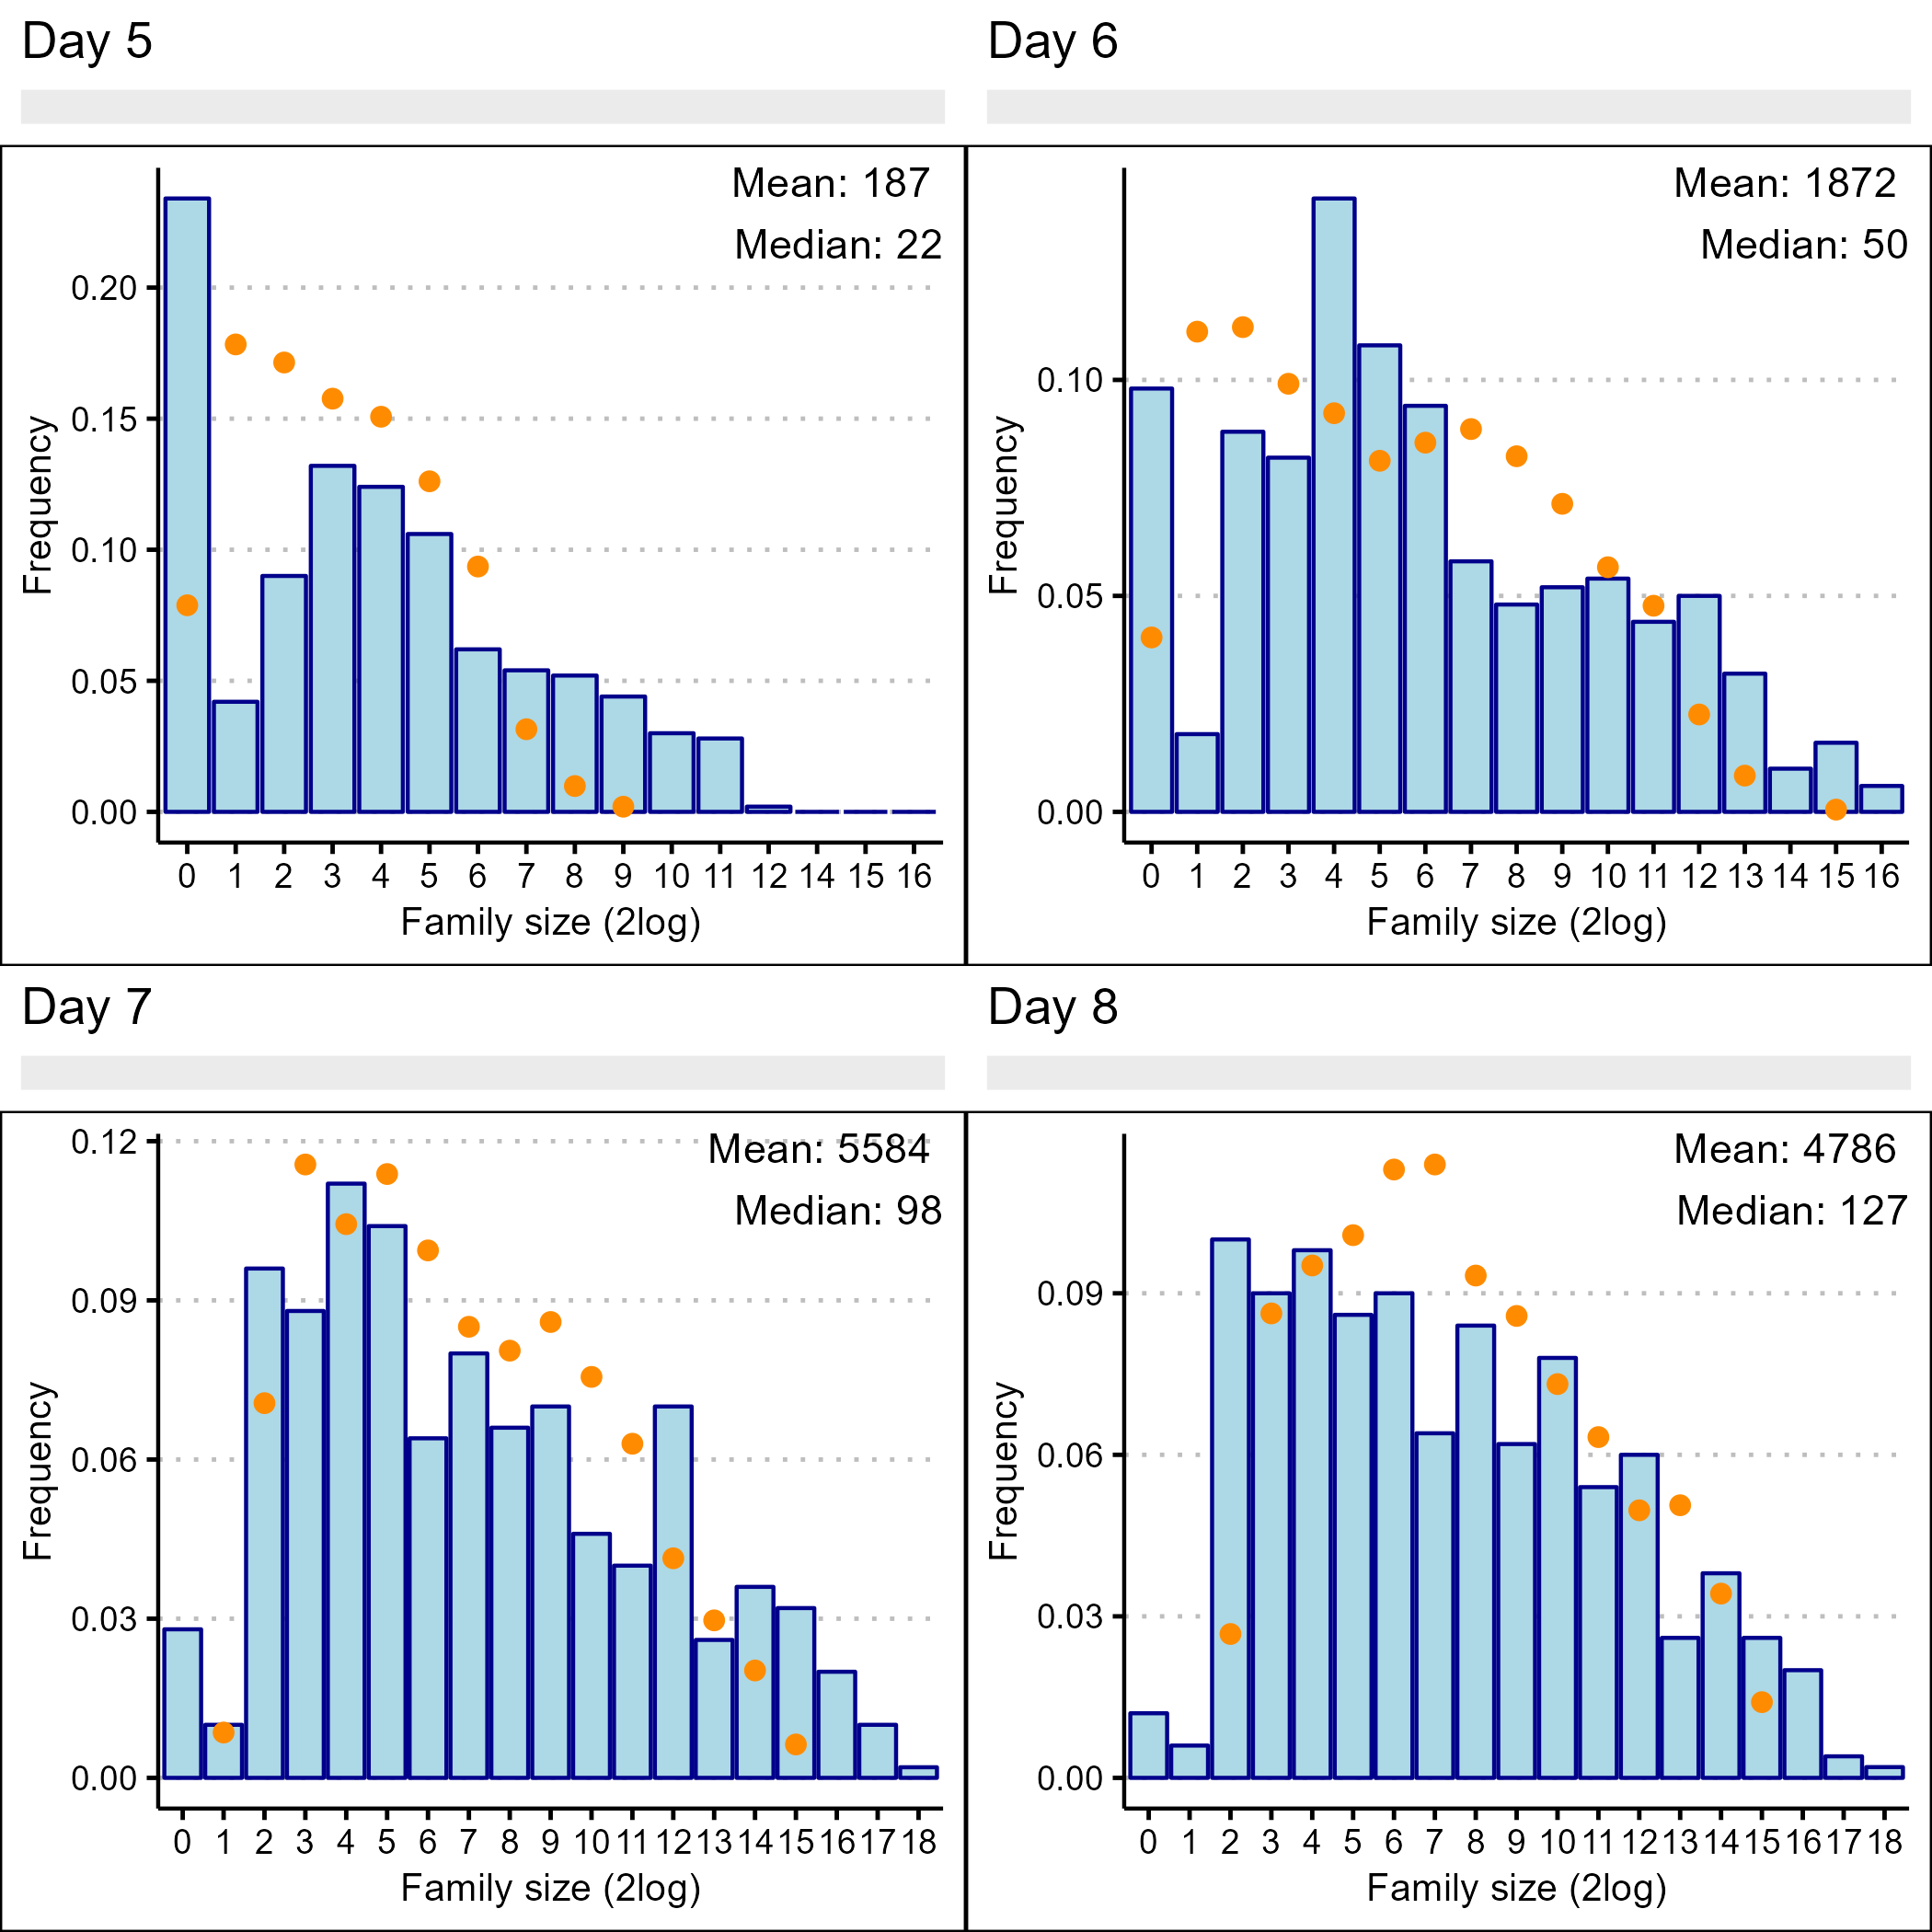 Day 5
Mean: 187
Median: 22
0.20
0.15
0.10
0.05
0.00
Frequency
0 1 2 3 4 5 6 7 8 9 10 11 12 14 15 16
Family size (2log)
Day 6
Mean: 1872
Median: 50
0.10
0.05
0.00
Frequency
0 1 2 3 4 5 6 7 8 9 10 11 12 13 14 15 16
Family size (2log)
Day 7
Mean: 5584
Median: 98
0.12
0.09
0.06
0.03
0.00
Frequency
0 1 2 3 4 5 6 7 8 9 10 11 12 13 14 15 16 17 18
Family size (2log)
Day 8
Mean: 4786
Median: 127
0.09
0.06
0.03
0.00
Frequency
0 1 2 3 4 5 6 7 8 9 10 11 12 13 14 15 16 17 18
Family size (2log)